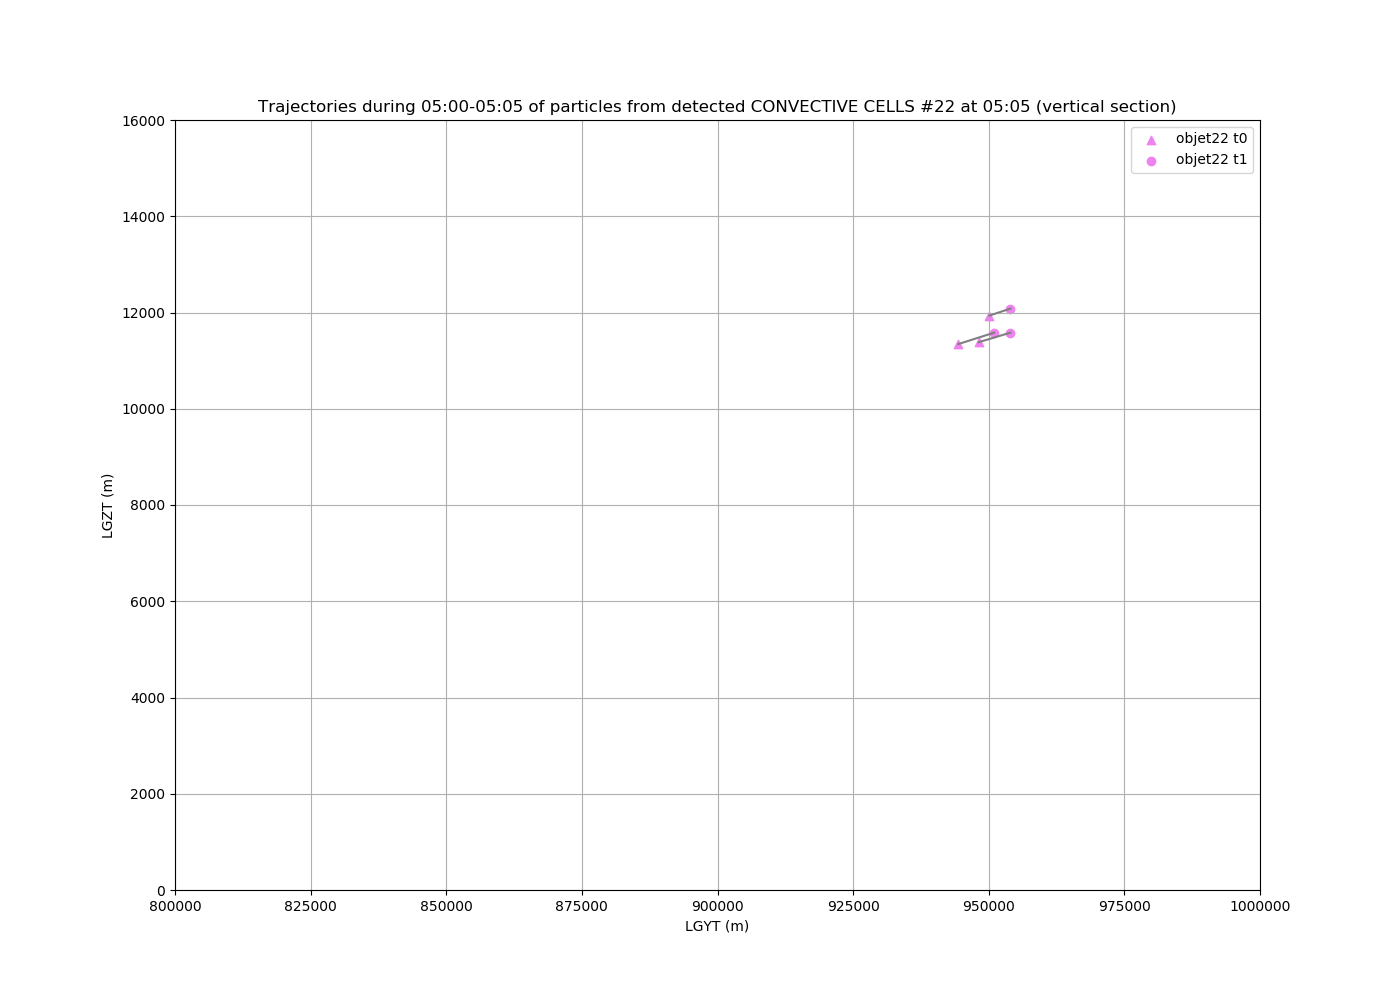 Trajectories during 05:00-05:05 of particles from detected CONVECTIVE CELLS #22 at 05:05 (vertical section)
objet22 t0
objet22 t1
16000
14000
12000
10000
8000
6000
4000
2000
0
LGZT (m)
800000 825000 850000 875000 900000 925000 950000 975000 1000000
LGYT (m)